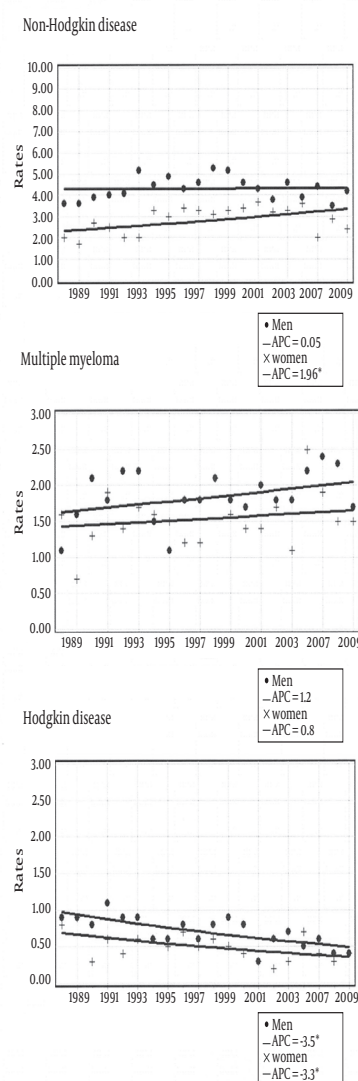 Non-Hodgkin disease
10.00
9.00
8.00
7.00
6.00
5.00
4.00
3.00
2.00
1.00
0.00
Rates
1989 1991 1993 1995 1997 1999 2001 2003 2007 2009
• Men
–APC = 0.05
× women
–APC = 1.96*
Multiple myeloma
3.00
2.50
2.00
1.50
1.00
0.50
0.00
1989 1991 1993 1995 1997 1999 2001 2003 2007 2009
• Men
–APC = 1.2
× women
–APC = 0.8
Hodgkin disease
3.00
2.50
2.00
1.50
1.00
0.50
0.00
Rates
1989 1991 1993 1995 1997 1999 2001 2003 2007 2009
• Men
–APC = -3.5*
× women
–APC = -3.3*